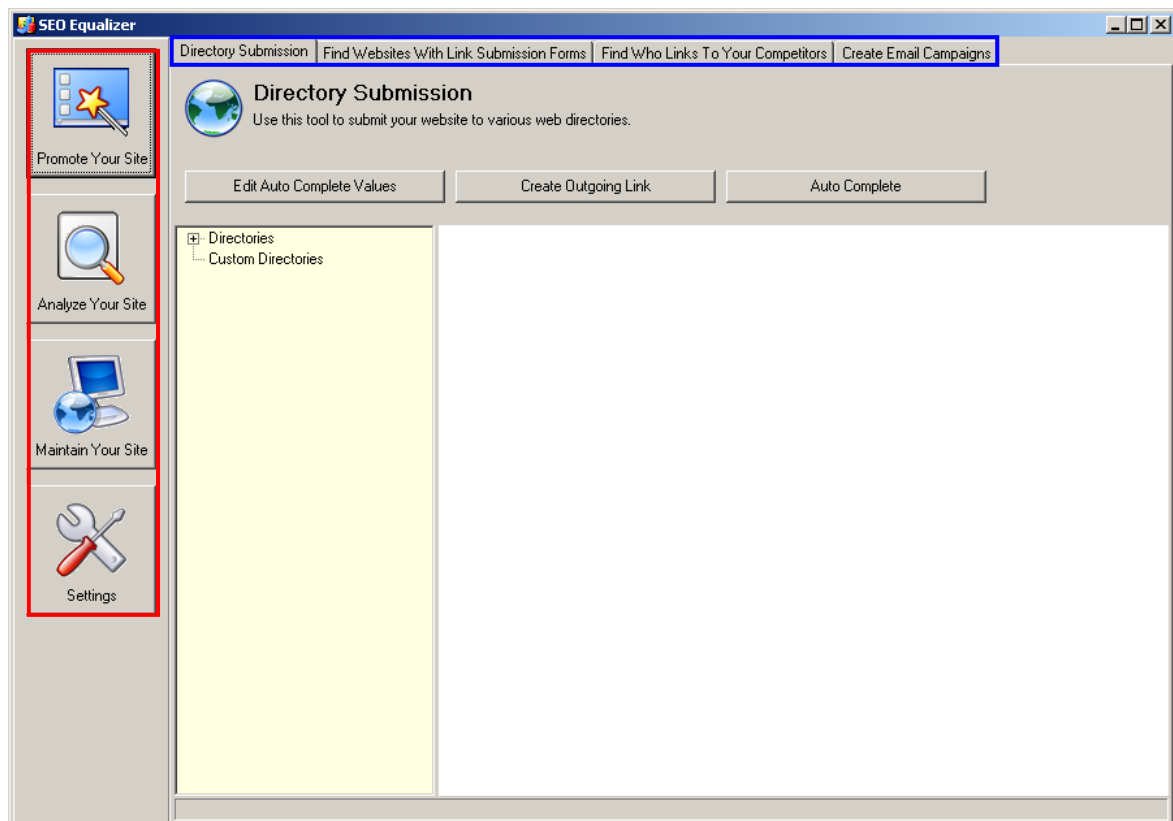 SEO Equalizer
Directory Submission Find Websites With Link Submission Forms Find Who Links To Your Competitors Create Email Campaigns
Directory Submission
Use this tool to submit your website to various web directories.
Promote Your Site
Edit Auto Complete Values Create Outgoing Link Auto Complete
Directories
Custom Directories
Analyze Your Site
Maintain Your Site
Settings